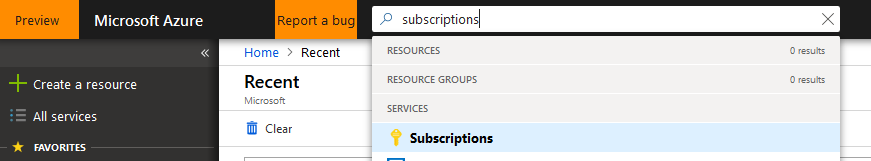 Preview
Microsoft Azure
Report a bug
subscriptions
Home > Recent
Recent
Microsoft
Clear
Create a resource
All services
FAVORITES
RESOURCES 0 results
RESOURCE GROUPS 0 results
SERVICES
Subscriptions